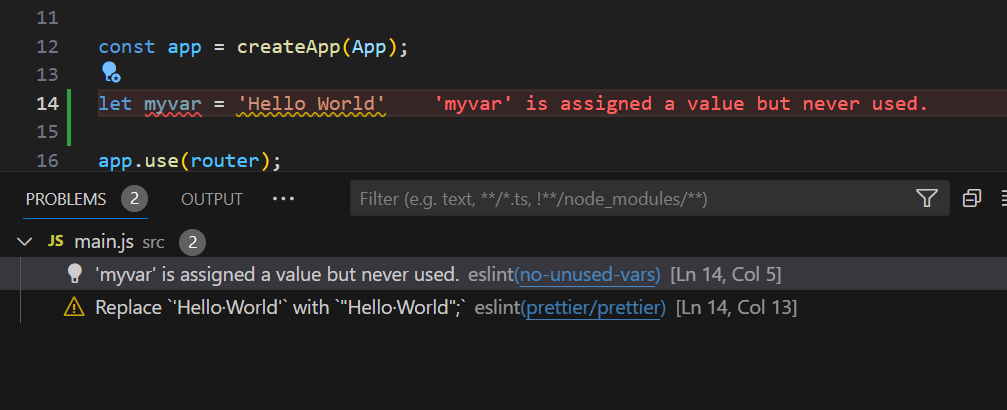 11
12 const app = createApp(App);
13
14 let myvar = 'Hello World' 'myvar' is assigned a value but never used.
15
16 app.use(router);
PROBLEMS 2 OUTPUT ··· Filter (e.g. text, **/*.ts, !**/node_modules/**)
JS main.js src 2
'myvar' is assigned a value but never used. eslint(no-unused-vars) [Ln 14, Col 5]
Replace `'Hello·World'` with `"Hello·World";` eslint(prettier/prettier) [Ln 14, Col 13]